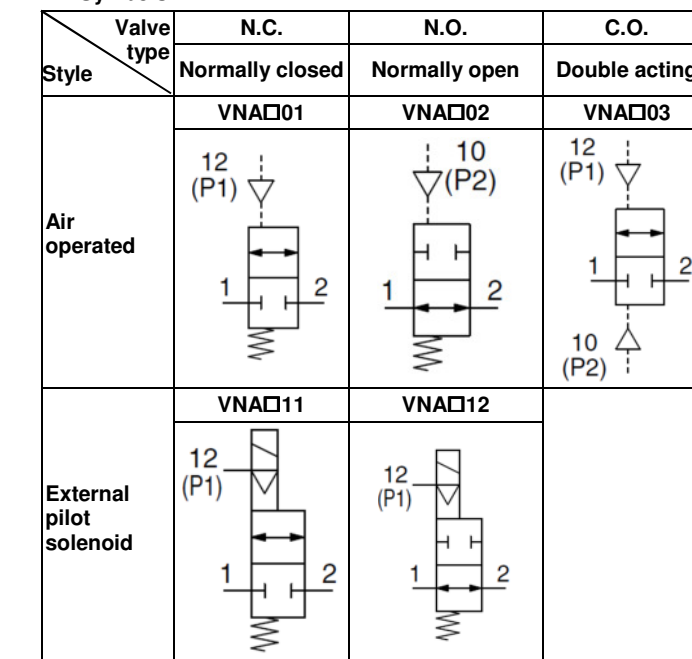 Valve type
Style
N.C.
N.O.
C.O.
Normally closed
Normally open
Double acting
Air operated
VNA□01
VNA□02
VNA□03
12
(P1)
1
2
10
(P2)
1
2
12
(P1)
1
2
10
(P2)
External pilot solenoid
VNA□11
VNA□12
12
(P1)
1
2
12
(P1)
1
2